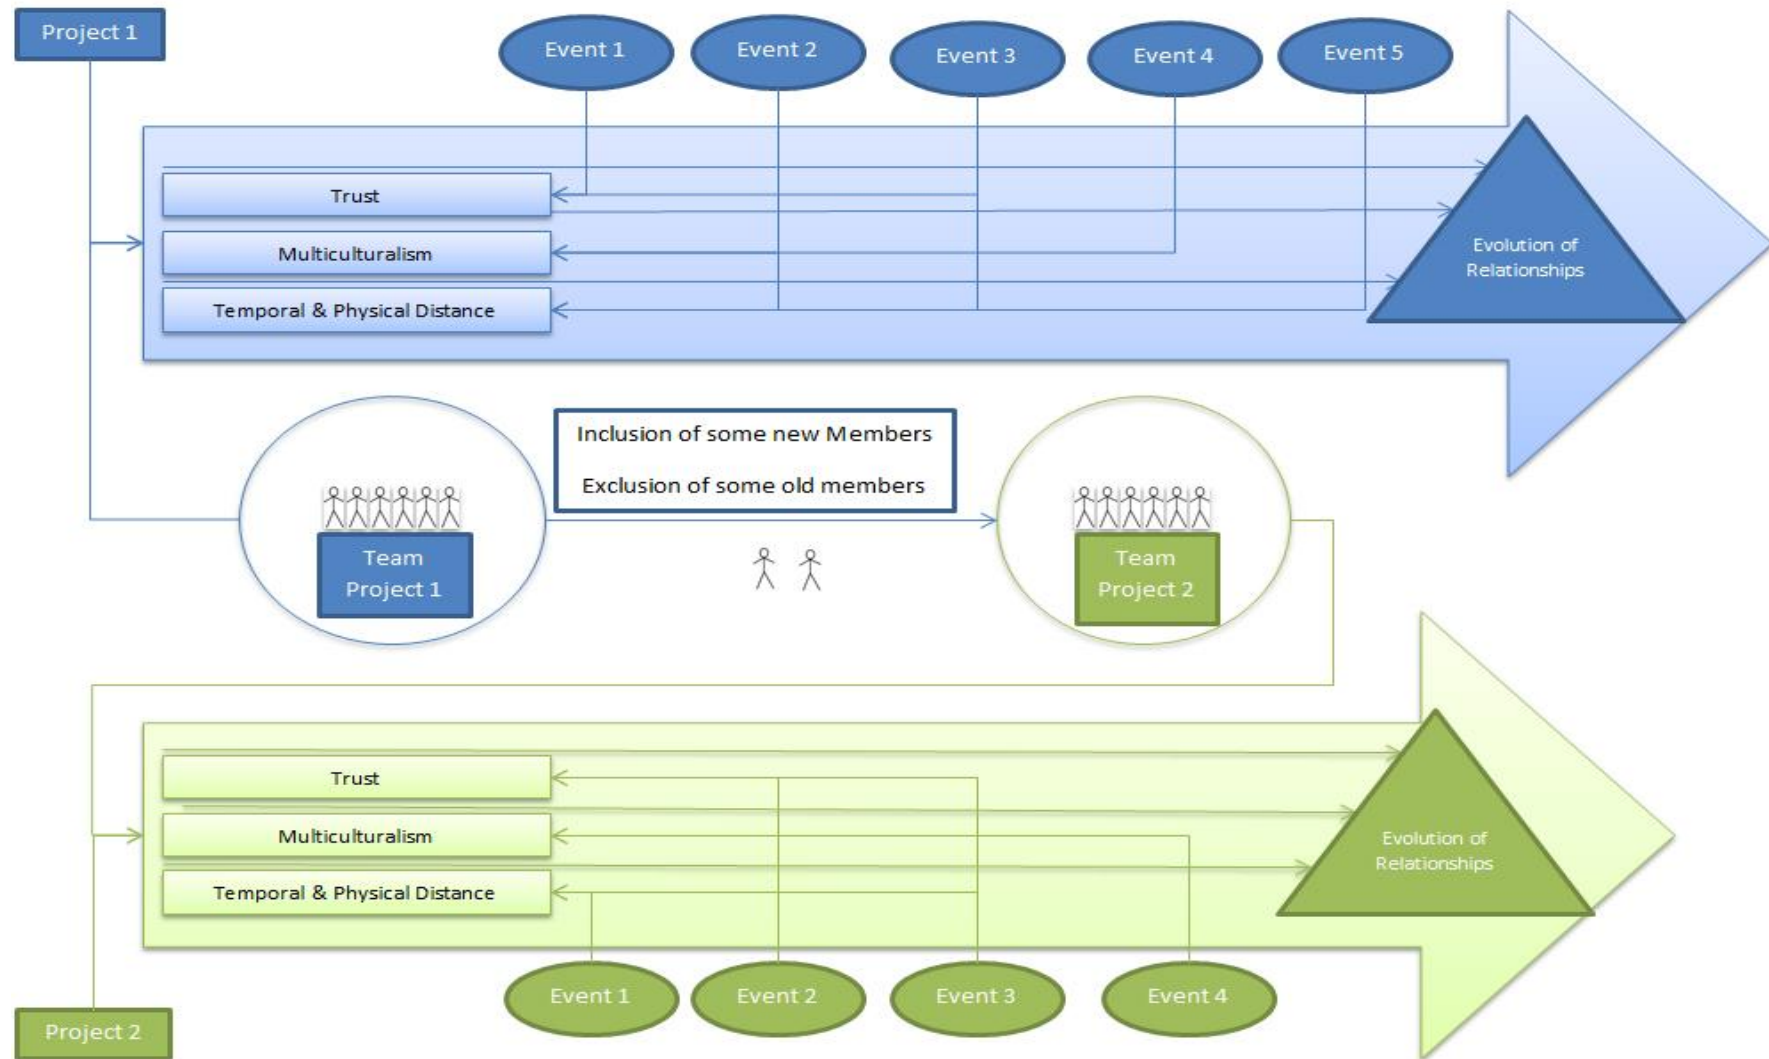 Project 1
Event 1
Event 2
Event 3
Event 4
Event 5
Trust
Multiculturalism
Temporal & Physical Distance
Evolution of
Relationships
Inclusion of some new Members
Exclusion of some old members
Team
Project 1
Team
Project 2
Trust
Multiculturalism
Temporal & Physical Distance
Evolution of
Relationships
Event 1
Event 2
Event 3
Event 4
Project 2